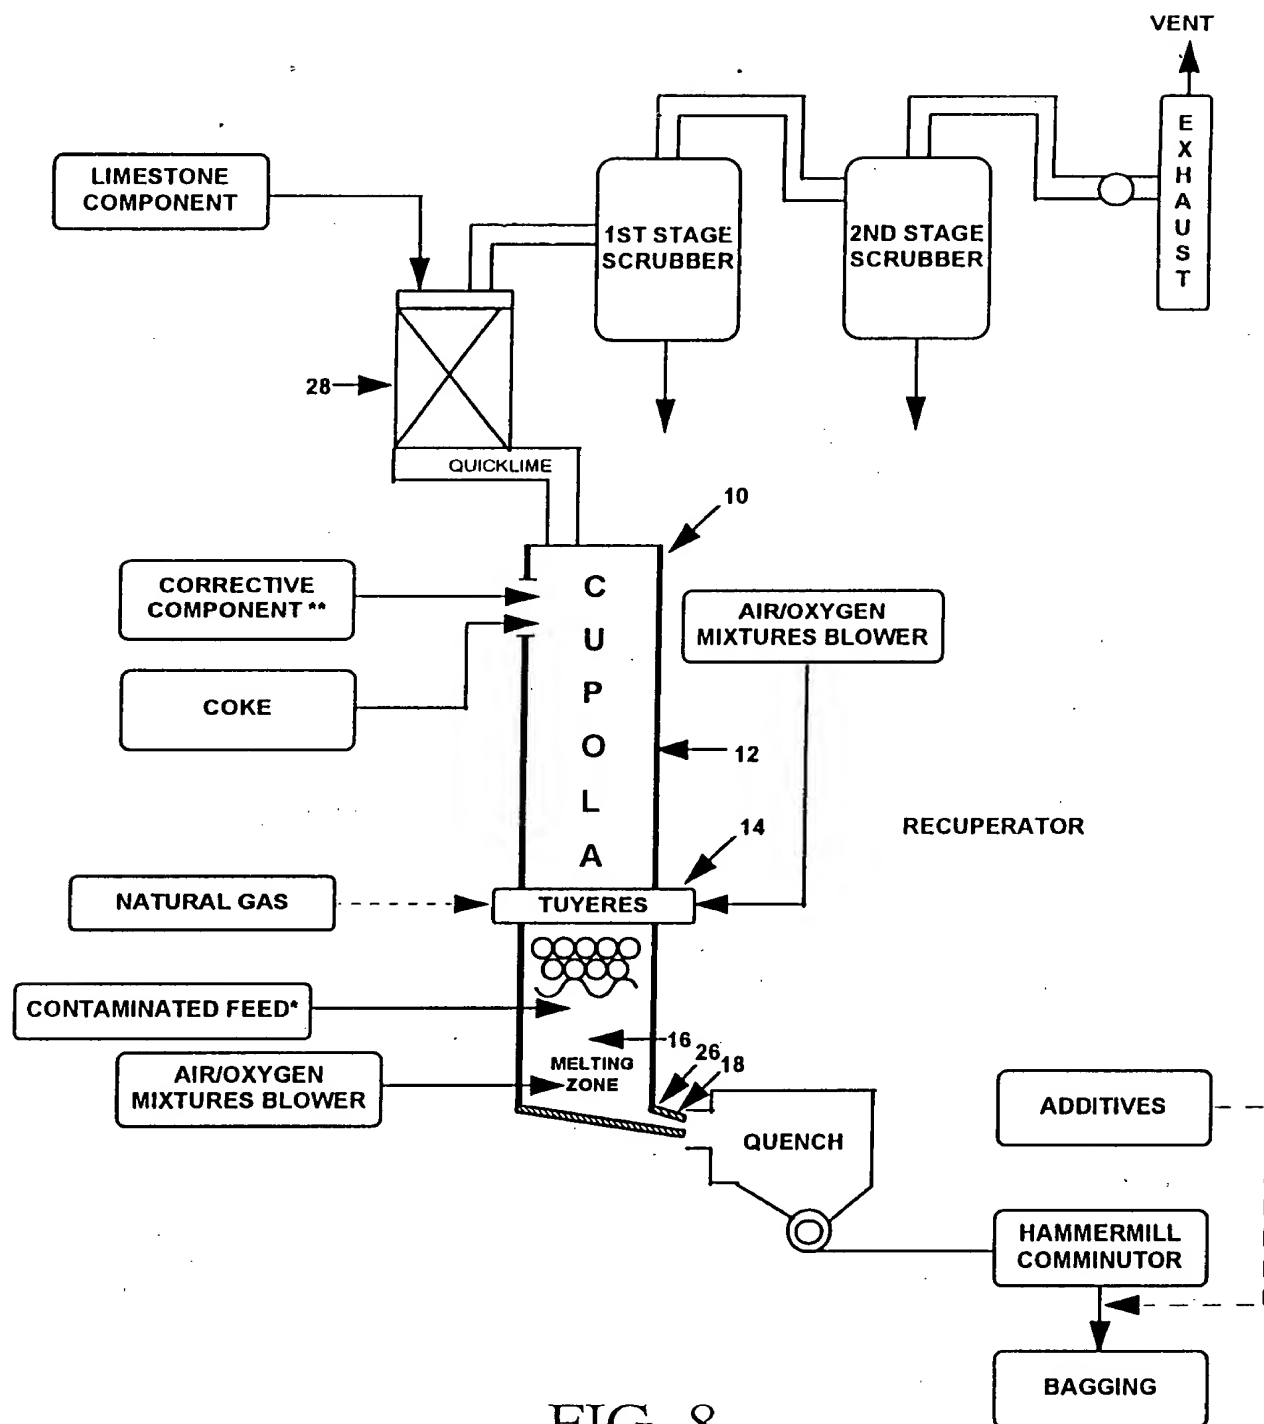 VENT
EXHAUST
LIMESTONE
COMPONENT
1ST STAGE
SCRUBBER
2ND STAGE
SCRUBBER
28
QUICKLIME
10
CORRECTIVE
COMPONENT **
CUPOLA
AIR/OXYGEN
MIXTURES BLOWER
COKE
12
RECUPERATOR
14
NATURAL GAS
TUYERES
CONTAMINATED FEED*
16
26
18
MELTING
ZONE
AIR/OXYGEN
MIXTURES BLOWER
QUENCH
ADDITIVES
HAMMERMILL
COMMINUTOR
BAGGING
FIG. 8